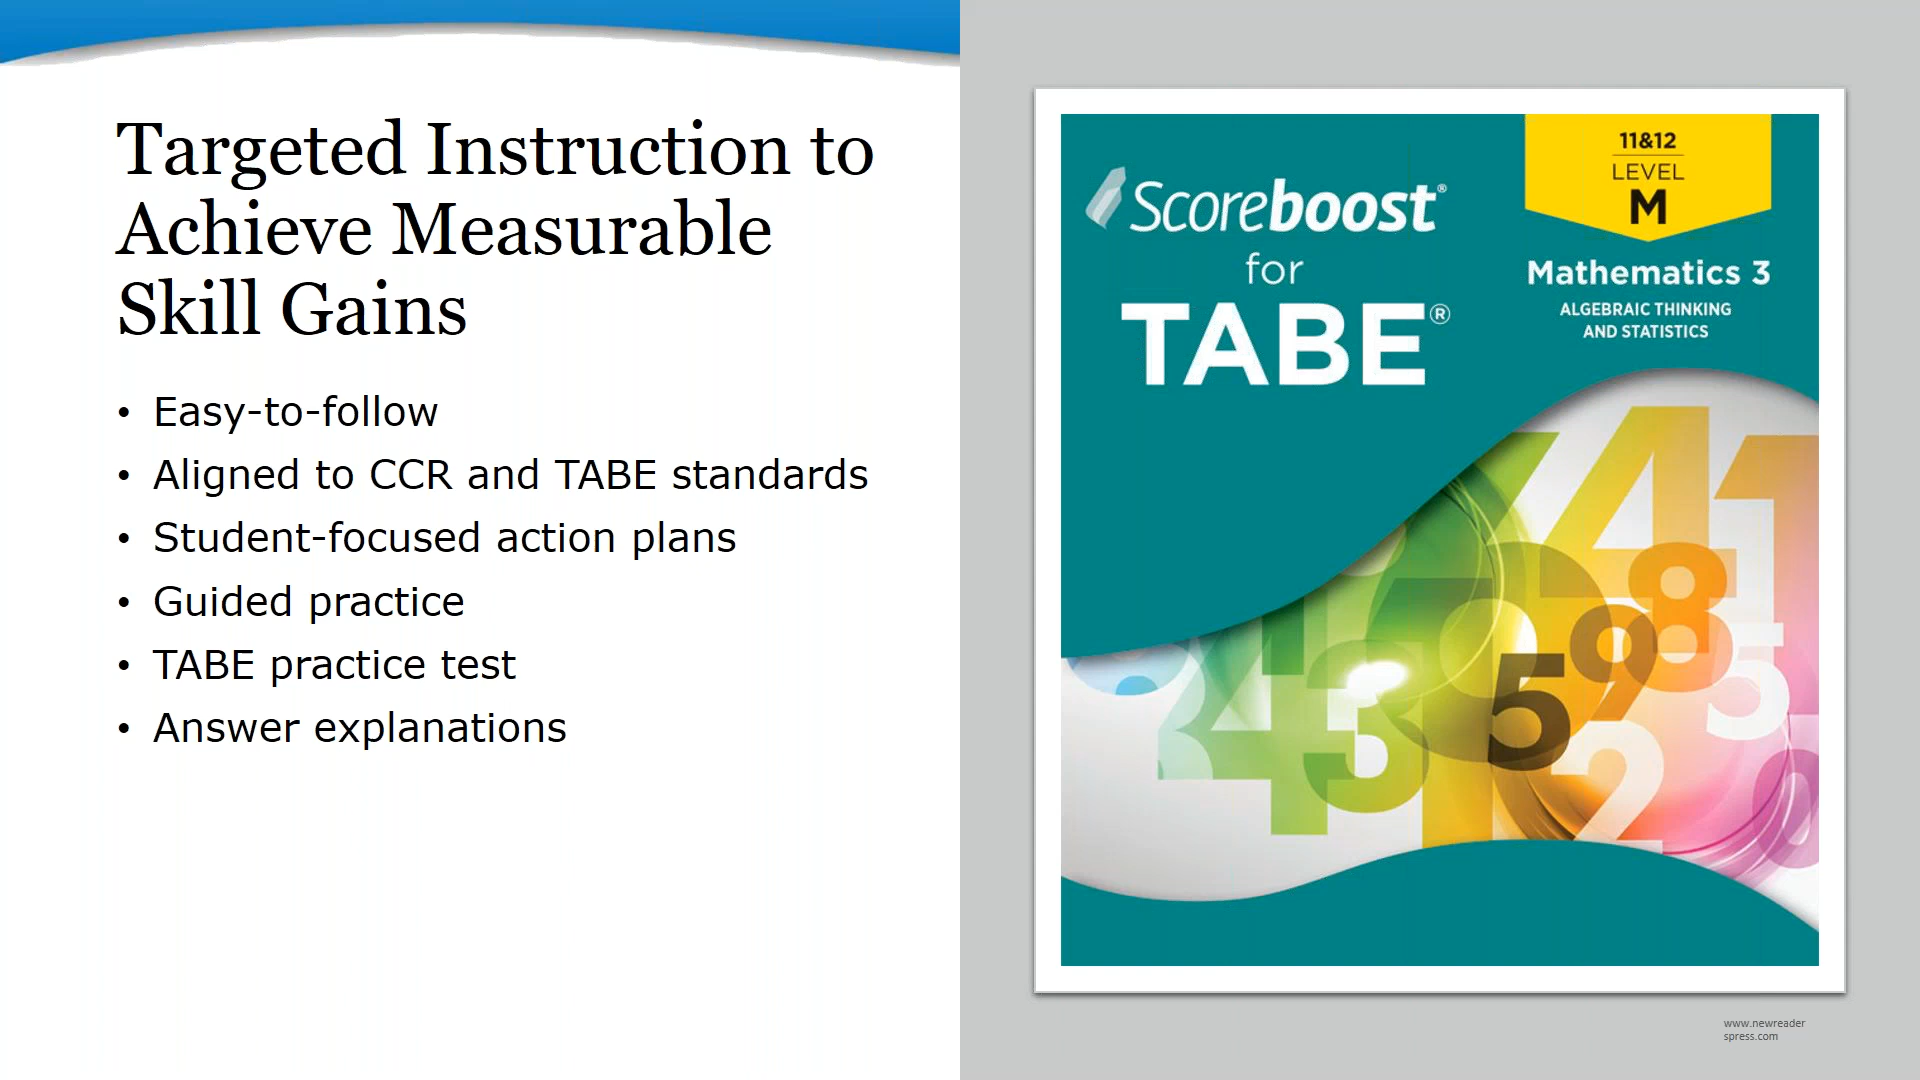 Targeted Instruction to
Achieve Measurable
Skill Gains
• Easy-to-follow
• Aligned to CCR and TABE standards
• Student-focused action plans
• Guided practice
• TABE practice test
• Answer explanations
Scoreboost®
for
TABE®
11&12
LEVEL
M
Mathematics 3
ALGEBRAIC THINKING
AND STATISTICS
www.newreader
spress.com